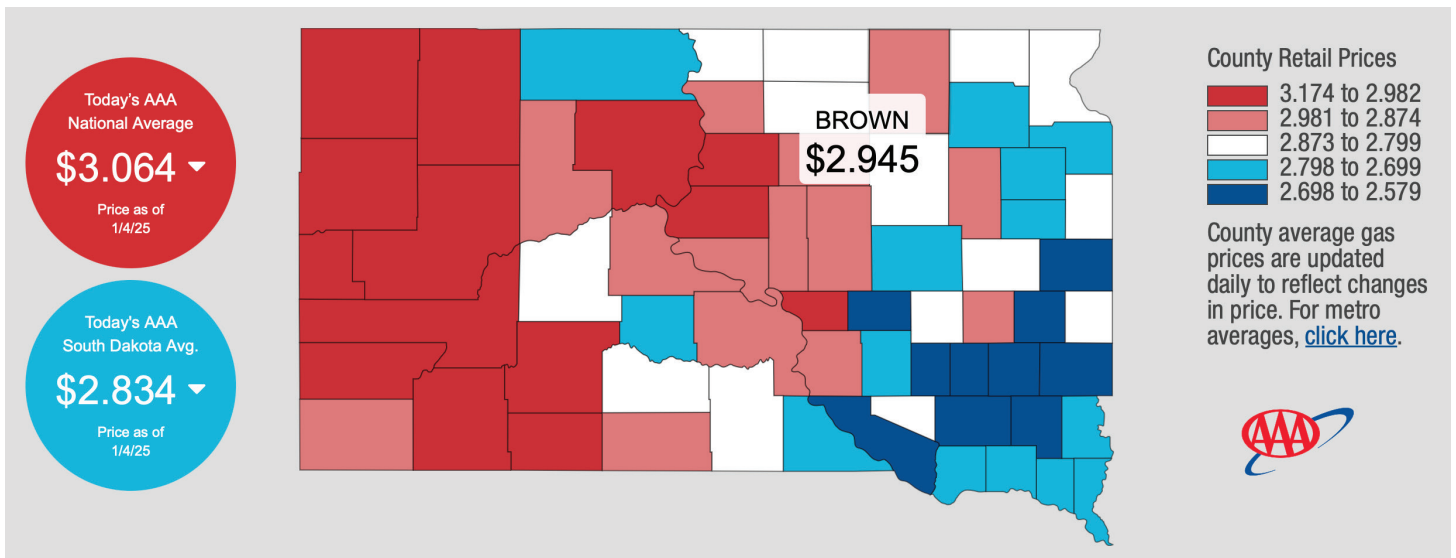 Today's AAA
National Average
$3.064
Price as of
1/4/25
Today's AAA
South Dakota Avg.
$2.834
Price as of
1/4/25
BROWN
$2.945
County Retail Prices
3.174 to 2.982
2.981 to 2.874
2.873 to 2.799
2.798 to 2.699
2.698 to 2.579
County average gas
prices are updated
daily to reflect changes
in price. For metro
averages, click here.
AAA